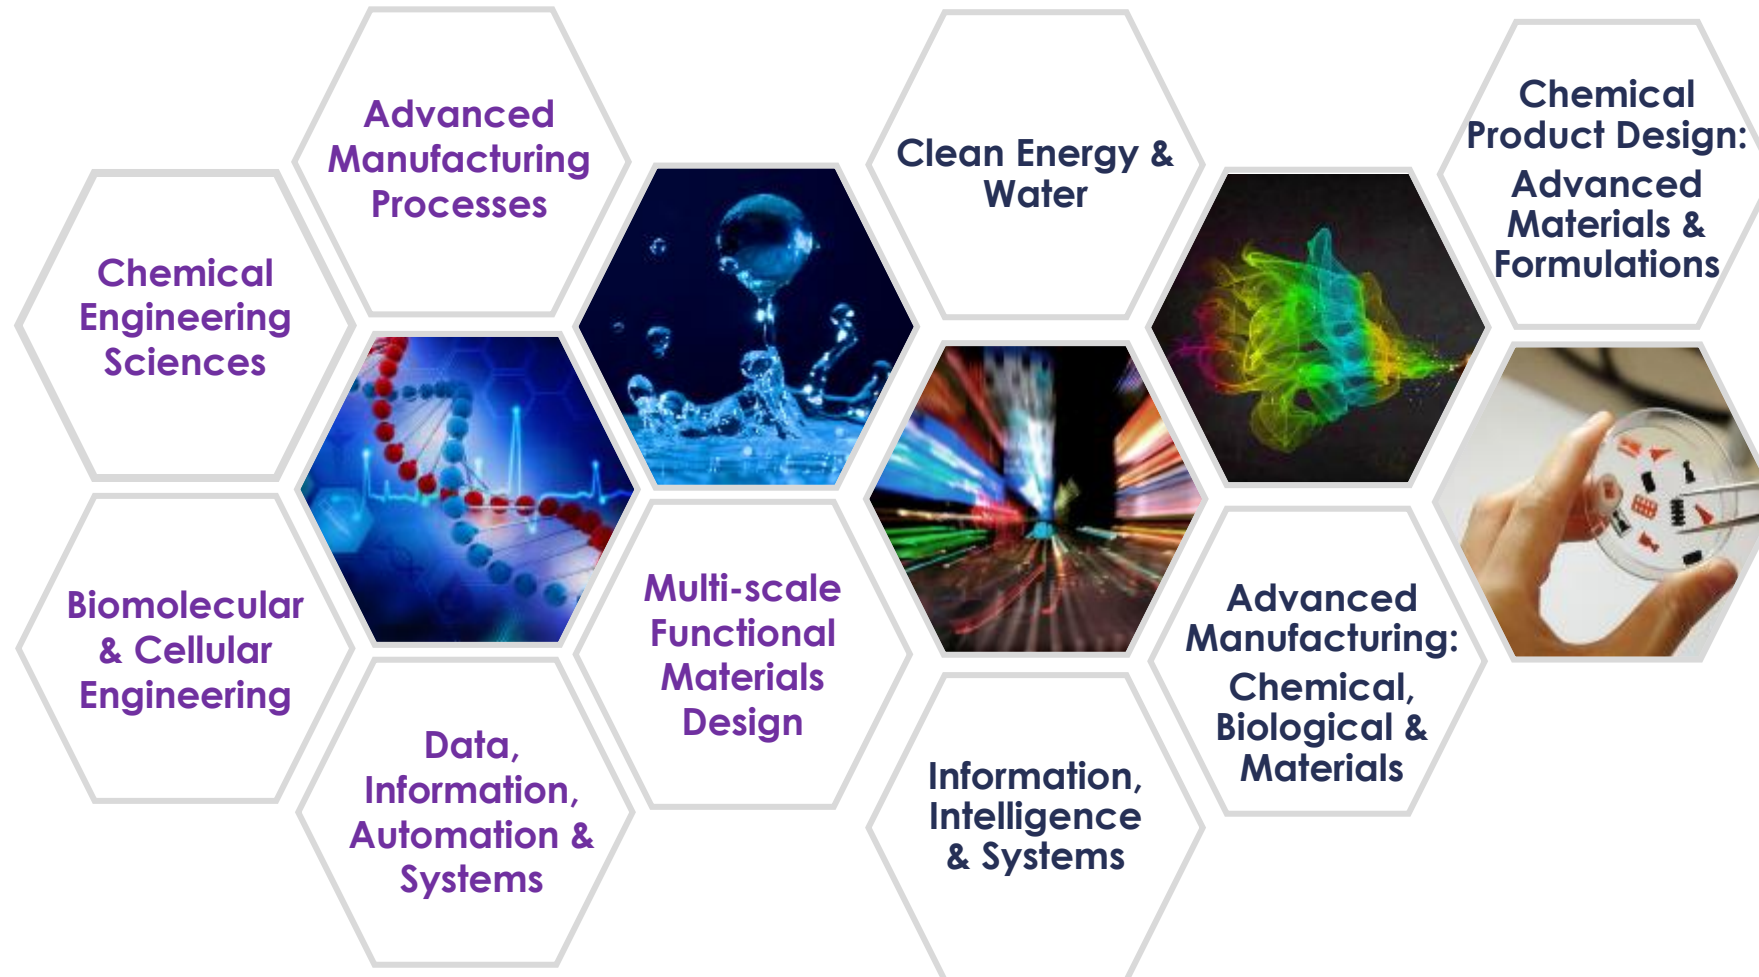 Advanced
Manufacturing
Processes
Chemical
Engineering
Sciences
Biomolecular
& Cellular
Engineering
Data,
Information,
Automation &
Systems
Multi-scale
Functional
Materials
Design
Clean Energy &
Water
Information,
Intelligence
& Systems
Advanced
Manufacturing:
Chemical,
Biological &
Materials
Chemical
Product Design:
Advanced
Materials &
Formulations